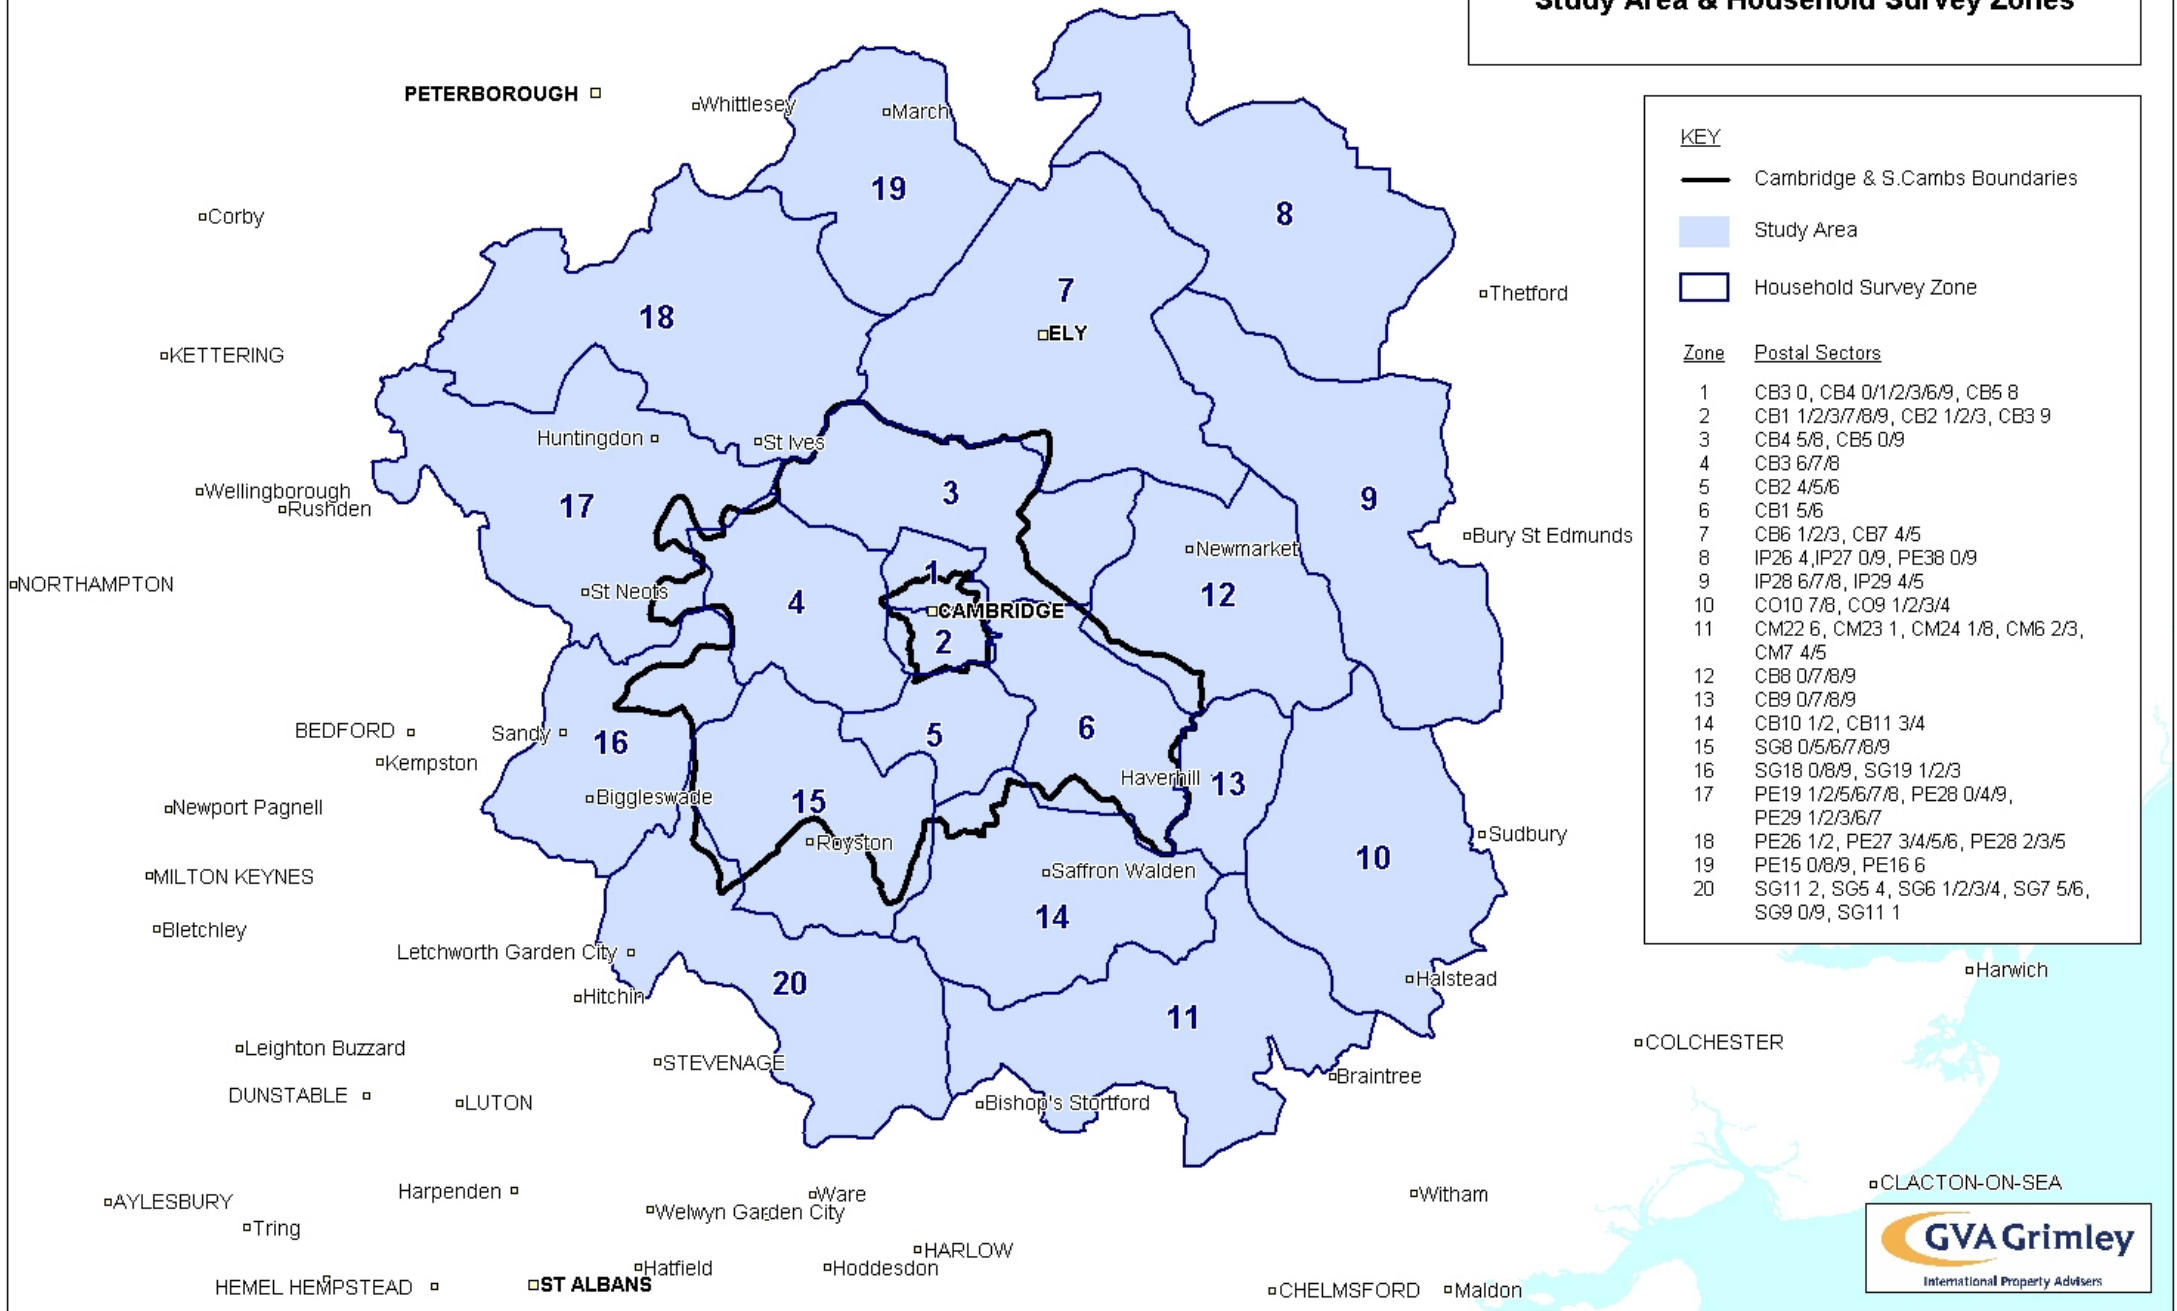 Study Area & Household Survey Zones
PETERBOROUGH
Whittlesey
March
19
8
Corby
7
Thetford
18
ELY
KETTERING
Huntingdon
St Ives
Wellingborough
Rushden
17
3
9
Newmarket
Bury St Edmunds
NORTHAMPTON
St Neots
1
4
12
CAMBRIDGE
2
BEDFORD
Sandy
16
5
6
Kempston
Haverhill
13
Newport Pagnell
Biggleswade
15
Royston
Sudbury
10
MILTON KEYNES
Saffron Walden
14
Bletchley
Letchworth Garden City
Hitchin
20
Halstead
Harwich
11
Leighton Buzzard
STEVENAGE
COLCHESTER
Braintree
DUNSTABLE
LUTON
Bishop's Stortford
AYLESBURY
Harpenden
Ware
Witham
CLACTON-ON-SEA
Tring
Welwyn Garden City
HARLOW
Hatfield
Hoddesdon
HEMEL HEMPSTEAD
ST ALBANS
CHELMSFORD
Maldon
KEY
Cambridge & S.Cambs Boundaries
Study Area
Household Survey Zone
Zone Postal Sectors
1 CB3 0, CB4 0/1/2/3/6/9, CB5 8
2 CB1 1/2/3/7/8/9, CB2 1/2/3, CB3 9
3 CB4 5/8, CB5 0/9
4 CB3 6/7/8
5 CB2 4/5/6
6 CB1 5/6
7 CB6 1/2/3, CB7 4/5
8 IP26 4,IP27 0/9, PE38 0/9
9 IP28 6/7/8, IP29 4/5
10 CO10 7/8, CO9 1/2/3/4
11 CM22 6, CM23 1, CM24 1/8, CM6 2/3,
CM7 4/5
12 CB8 0/7/8/9
13 CB9 0/7/8/9
14 CB10 1/2, CB11 3/4
15 SG8 0/5/6/7/8/9
16 SG18 0/8/9, SG19 1/2/3
17 PE19 1/2/5/6/7/8, PE28 0/4/9,
PE29 1/2/3/6/7
18 PE26 1/2, PE27 3/4/5/6, PE28 2/3/5
19 PE15 0/8/9, PE16 6
20 SG11 2, SG5 4, SG6 1/2/3/4, SG7 5/6,
SG9 0/9, SG11 1
GVA Grimley
International Property Advisers